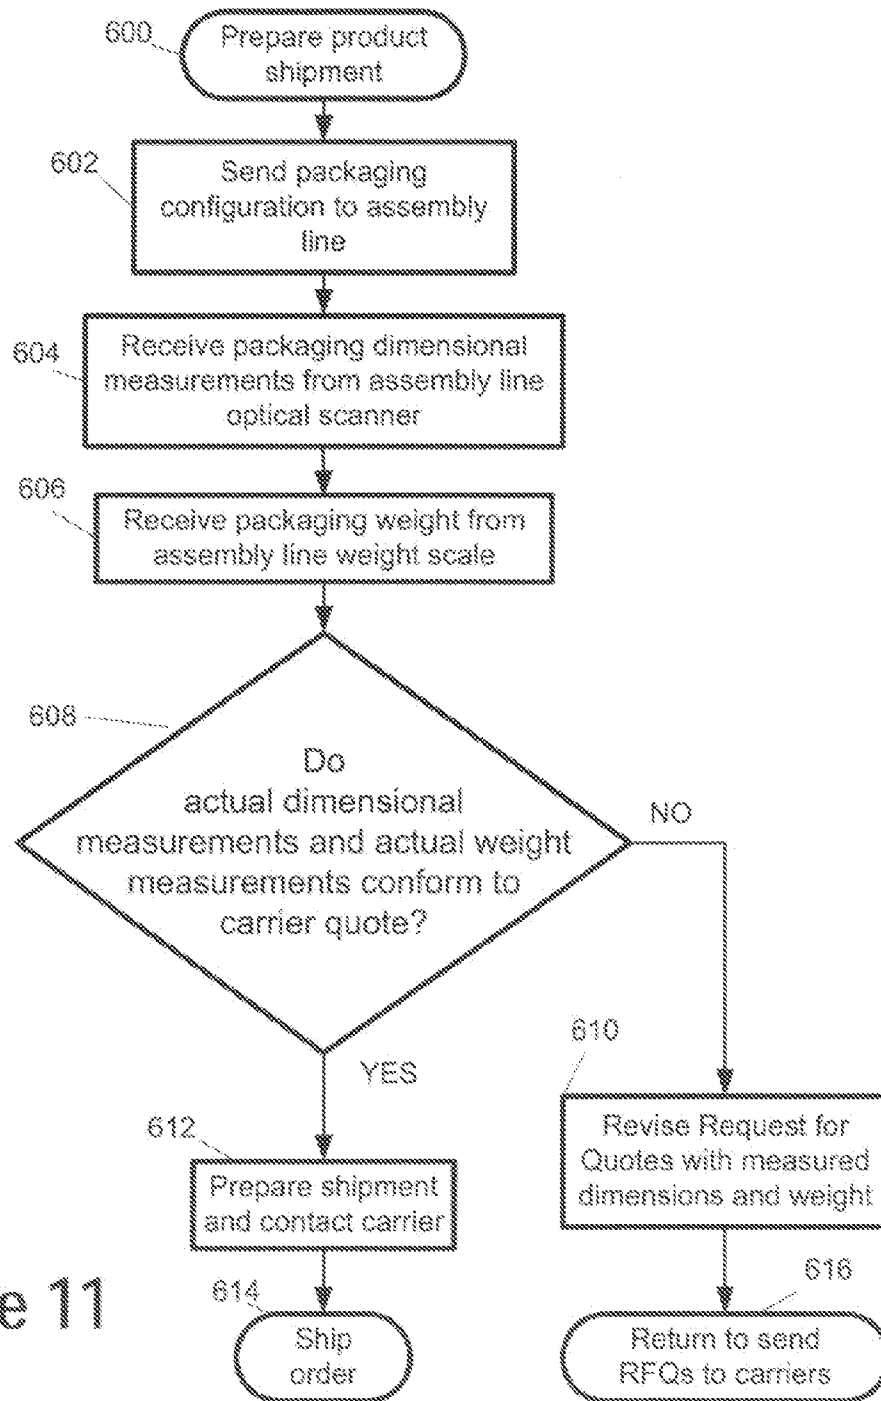 600
Prepare product
shipment
602
Send packaging
configuration to assembly
line
604
Receive packaging dimensional
measurements from assembly line
optical scanner
606
Receive packaging weight from
assembly line weight scale
608
Do
actual dimensional
measurements and actual weight
measurements conform to
carrier quote?
NO
YES
610
Revise Request for
Quotes with measured
dimensions and weight
612
Prepare shipment
and contact carrier
e 11
614
Ship
order
616
Return to send
RFQs to carriers